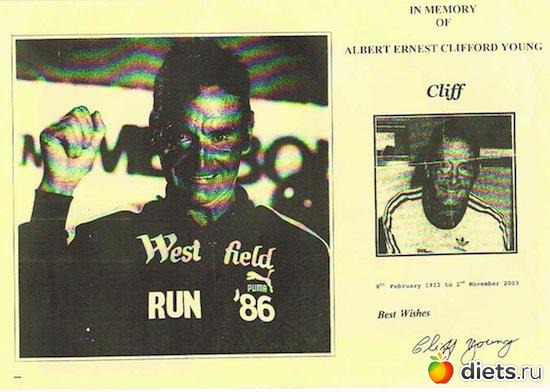 IN MEMORY
OF
ALBERT ERNEST CLIFFORD YOUNG
Cliff
West field
PUMA
RUN '86
8th February 1922 to 2nd November 2003
Best Wishes
Cliff Young
diets.ru